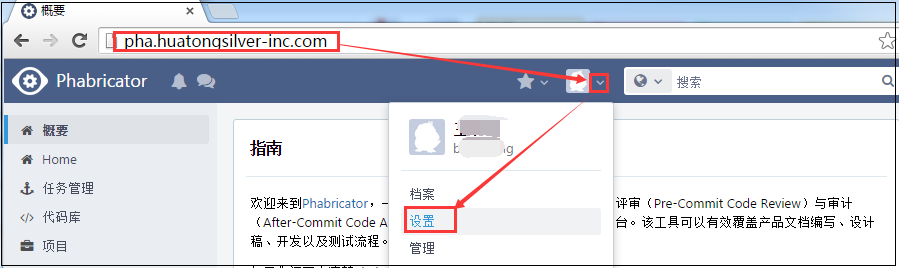 概要
pha.huatongsilver-inc.com
Phabricator
搜索
概要
Home
任务管理
代码库
项目
指南
欢迎来到Phabricator，
评审（Pre-Commit Code Review）与审计
（After-Commit Code A
台。该工具可以有效覆盖产品文档编写、设计
稿、开发以及测试流程。
档案
设置
管理